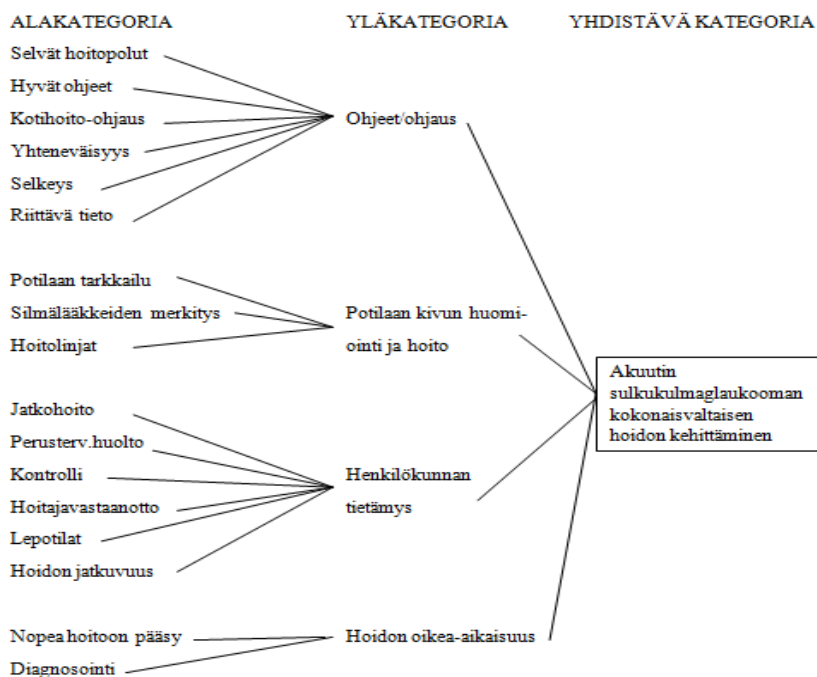 ALAKATEGORIA YLÄKATEGORIA YHDISTÄVÄ KATEGORIA
Selvät hoitopolut
Hyvät ohjeet
Kotihoito-ohjaus Ohjeet/ohjaus
Yhteneväisyys
Selkeys
Riittävä tieto
Potilaan tarkkailu
Silmälääkkeiden merkitys Potilaan kivun huomi-
Hoitolinjat ointi ja hoito
Akuutin
sulkukulmaglaukooman
kokonaisvaltaisen
hoidon kehittäminen
Jatkohoito
Perusterv.huolto
Kontrolli Henkilökunnan
Hoitajavastaanotto tietämys
Lepotilat
Hoidon jatkuvuus
Nopea hoitoon pääsy Hoidon oikea-aikaisuus
Diagnosointi